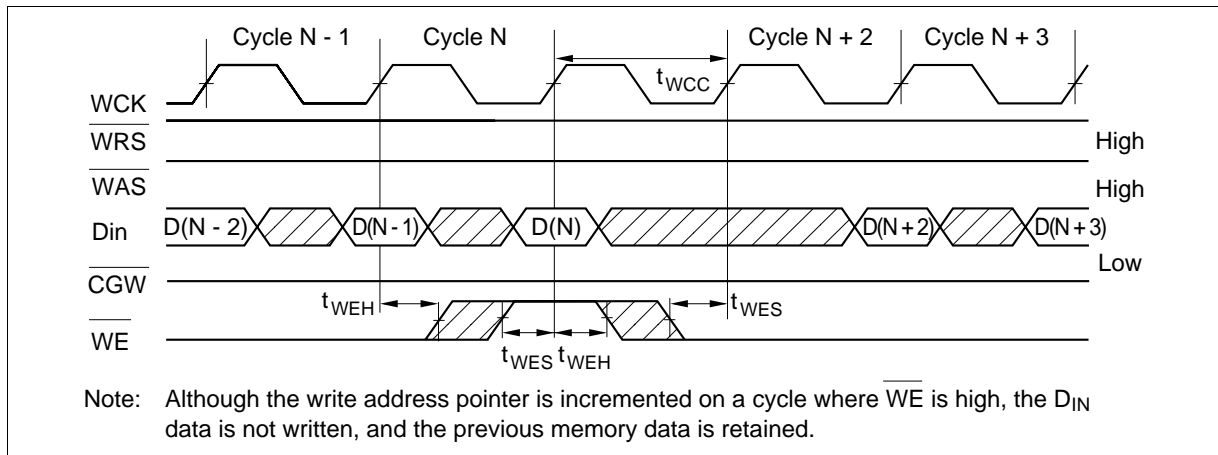 Cycle N - 1 Cycle N Cycle N + 2 Cycle N + 3
tWCC
WCK
WRS High
WAS High
Din D(N - 2) D(N - 1) D(N) D(N + 2) D(N + 3)
Low
CGW
tWEH tWES
WE
tWES tWEH
Note: Although the write address pointer is incremented on a cycle where WE is high, the DIN
data is not written, and the previous memory data is retained.